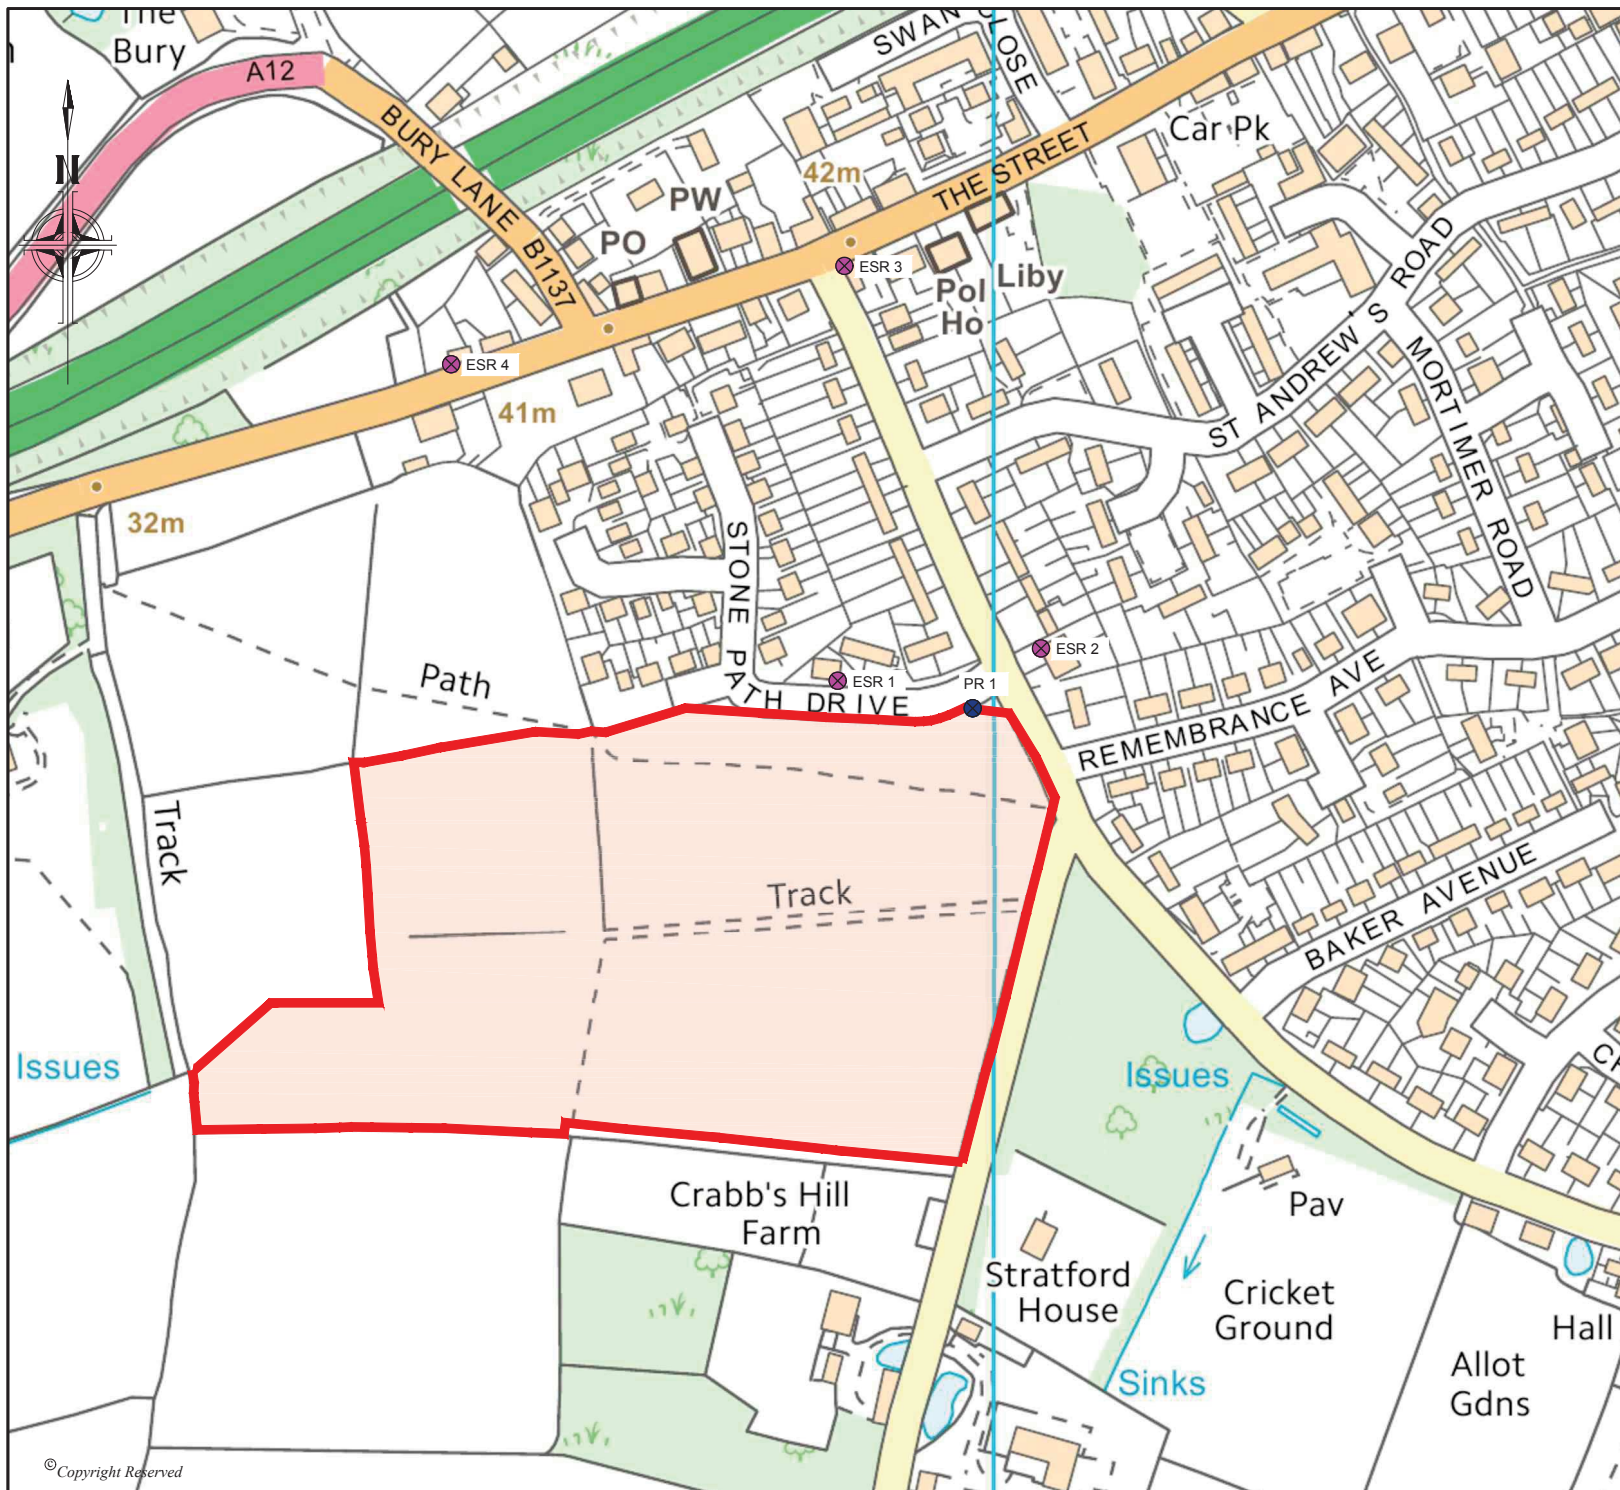 The
Bury
A12
SWAN CLOSE
N
BURY LANE B1137
Car Pk
THE STREET
42m
PW
PO
ESR 3
Pol
Ho
Liby
ST ANDREW'S ROAD
ESR 4
41m
MORTIMER ROAD
32m
STONE PATH DRIVE
Path
ESR 2
ESR 1
PR 1
REMEMBRANCE AVE
Track
Track
BAKER AVENUE
Issues
Issues
Crabb's Hill
Farm
Pav
Stratford
House
Cricket
Ground
Hall
Allot
Gdns
Sinks
© Copyright Reserved